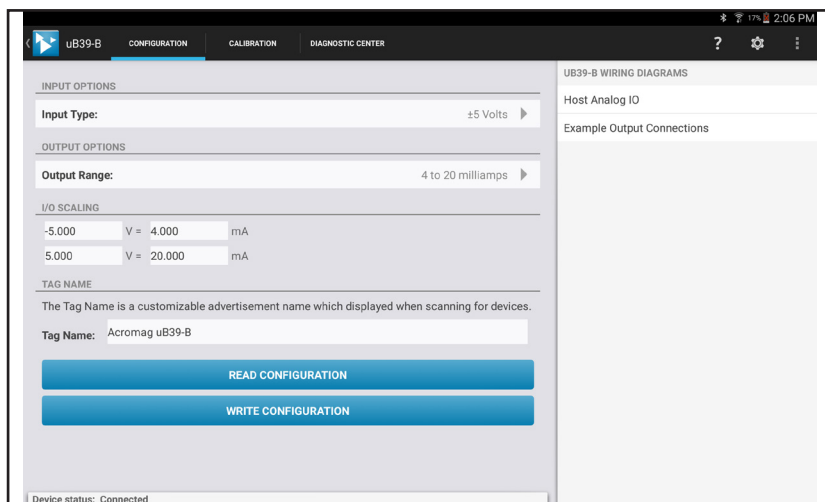 17% 2:06 PM
uB39-B CONFIGURATION CALIBRATION DIAGNOSTIC CENTER ?
INPUT OPTIONS
Input Type: ±5 Volts
OUTPUT OPTIONS
Output Range: 4 to 20 milliamps
I/O SCALING
-5.000 V = 4.000 mA
5.000 V = 20.000 mA
TAG NAME
The Tag Name is a customizable advertisement name which displayed when scanning for devices.
Tag Name: Acromag uB39-B
READ CONFIGURATION
WRITE CONFIGURATION
Device status: Connected
UB39-B WIRING DIAGRAMS
Host Analog IO
Example Output Connections